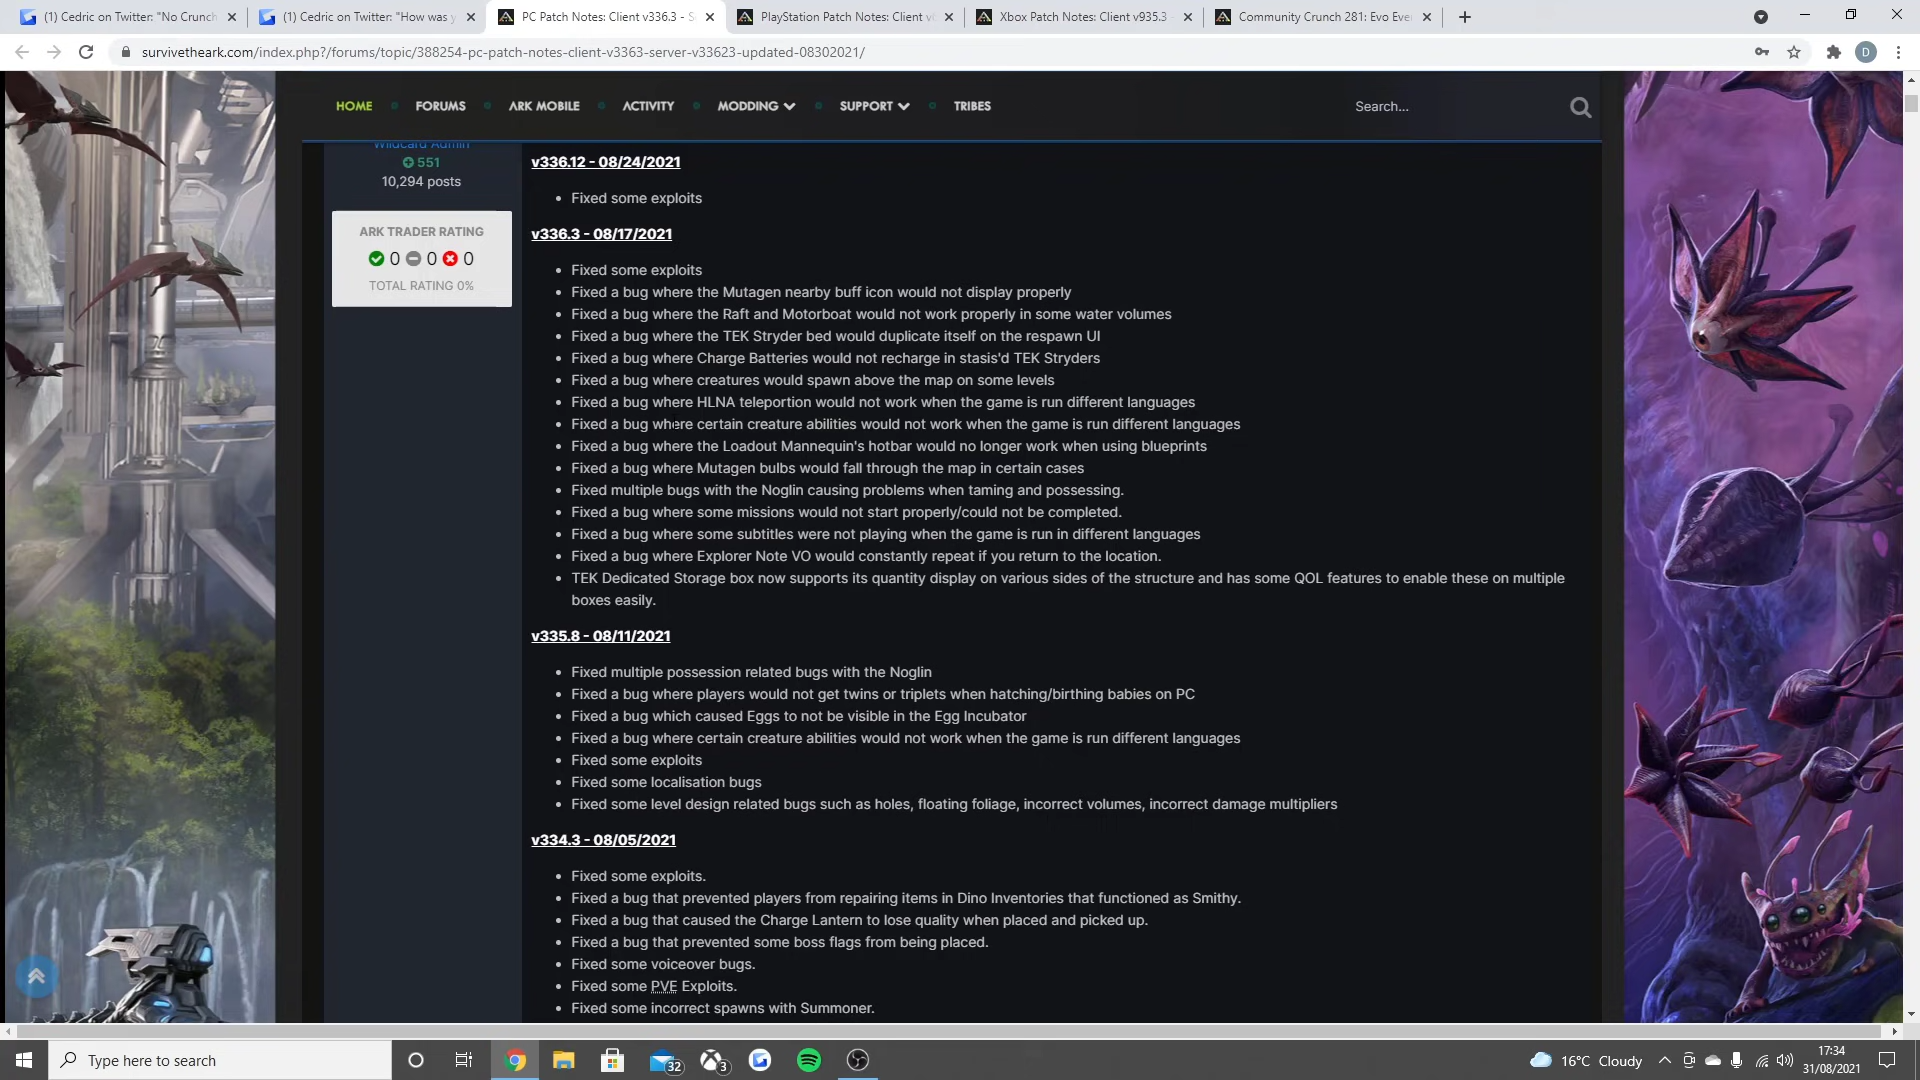 (1) Cedric on Twitter: "No Crunch
(1) Cedric on Twitter: "How was y
PC Patch Notes: Client v336.3 - S
PlayStation Patch Notes: Client v
Xbox Patch Notes: Client v935.3
Community Crunch 281: Evo Eve
survivetheark.com/index.php?/forums/topic/388254-pc-patch-notes-client-v3363-server-v33623-updated-08302021/
D
HOME FORUMS ARK MOBILE ACTIVITY MODDING SUPPORT TRIBES Search...
Wildcard Admin
551
10,294 posts
ARK TRADER RATING
0 0 0
TOTAL RATING 0%
v336.12 - 08/24/2021
• Fixed some exploits
v336.3 - 08/17/2021
• Fixed some exploits
• Fixed a bug where the Mutagen nearby buff icon would not display properly
• Fixed a bug where the Raft and Motorboat would not work properly in some water volumes
• Fixed a bug where the TEK Stryder bed would duplicate itself on the respawn UI
• Fixed a bug where Charge Batteries would not recharge in stasis'd TEK Stryders
• Fixed a bug where creatures would spawn above the map on some levels
• Fixed a bug where HLNA teleportion would not work when the game is run different languages
• Fixed a bug where certain creature abilities would not work when the game is run different languages
• Fixed a bug where the Loadout Mannequin's hotbar would no longer work when using blueprints
• Fixed a bug where Mutagen bulbs would fall through the map in certain cases
• Fixed multiple bugs with the Noglin causing problems when taming and possessing.
• Fixed a bug where some missions would not start properly/could not be completed.
• Fixed a bug where some subtitles were not playing when the game is run in different languages
• Fixed a bug where Explorer Note VO would constantly repeat if you return to the location.
• TEK Dedicated Storage box now supports its quantity display on various sides of the structure and has some QOL features to enable these on multiple
boxes easily.
v335.8 - 08/11/2021
• Fixed multiple possession related bugs with the Noglin
• Fixed a bug where players would not get twins or triplets when hatching/birthing babies on PC
• Fixed a bug which caused Eggs to not be visible in the Egg Incubator
• Fixed a bug where certain creature abilities would not work when the game is run different languages
• Fixed some exploits
• Fixed some localisation bugs
• Fixed some level design related bugs such as holes, floating foliage, incorrect volumes, incorrect damage multipliers
v334.3 - 08/05/2021
• Fixed some exploits.
• Fixed a bug that prevented players from repairing items in Dino Inventories that functioned as Smithy.
• Fixed a bug that caused the Charge Lantern to lose quality when placed and picked up.
• Fixed a bug that prevented some boss flags from being placed.
• Fixed some voiceover bugs.
• Fixed some PVE Exploits.
• Fixed some incorrect spawns with Summoner.
Type here to search
32
3
16°C Cloudy
17:34
31/08/2021